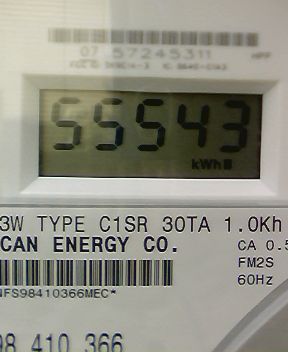 07 57245311
55543
kWh
3W TYPE C1SR 30TA 1.0Kh
CAN ENERGY CO.
CA 0.5
FM2S
60Hz
NFS98410366MEC*
98 410 366